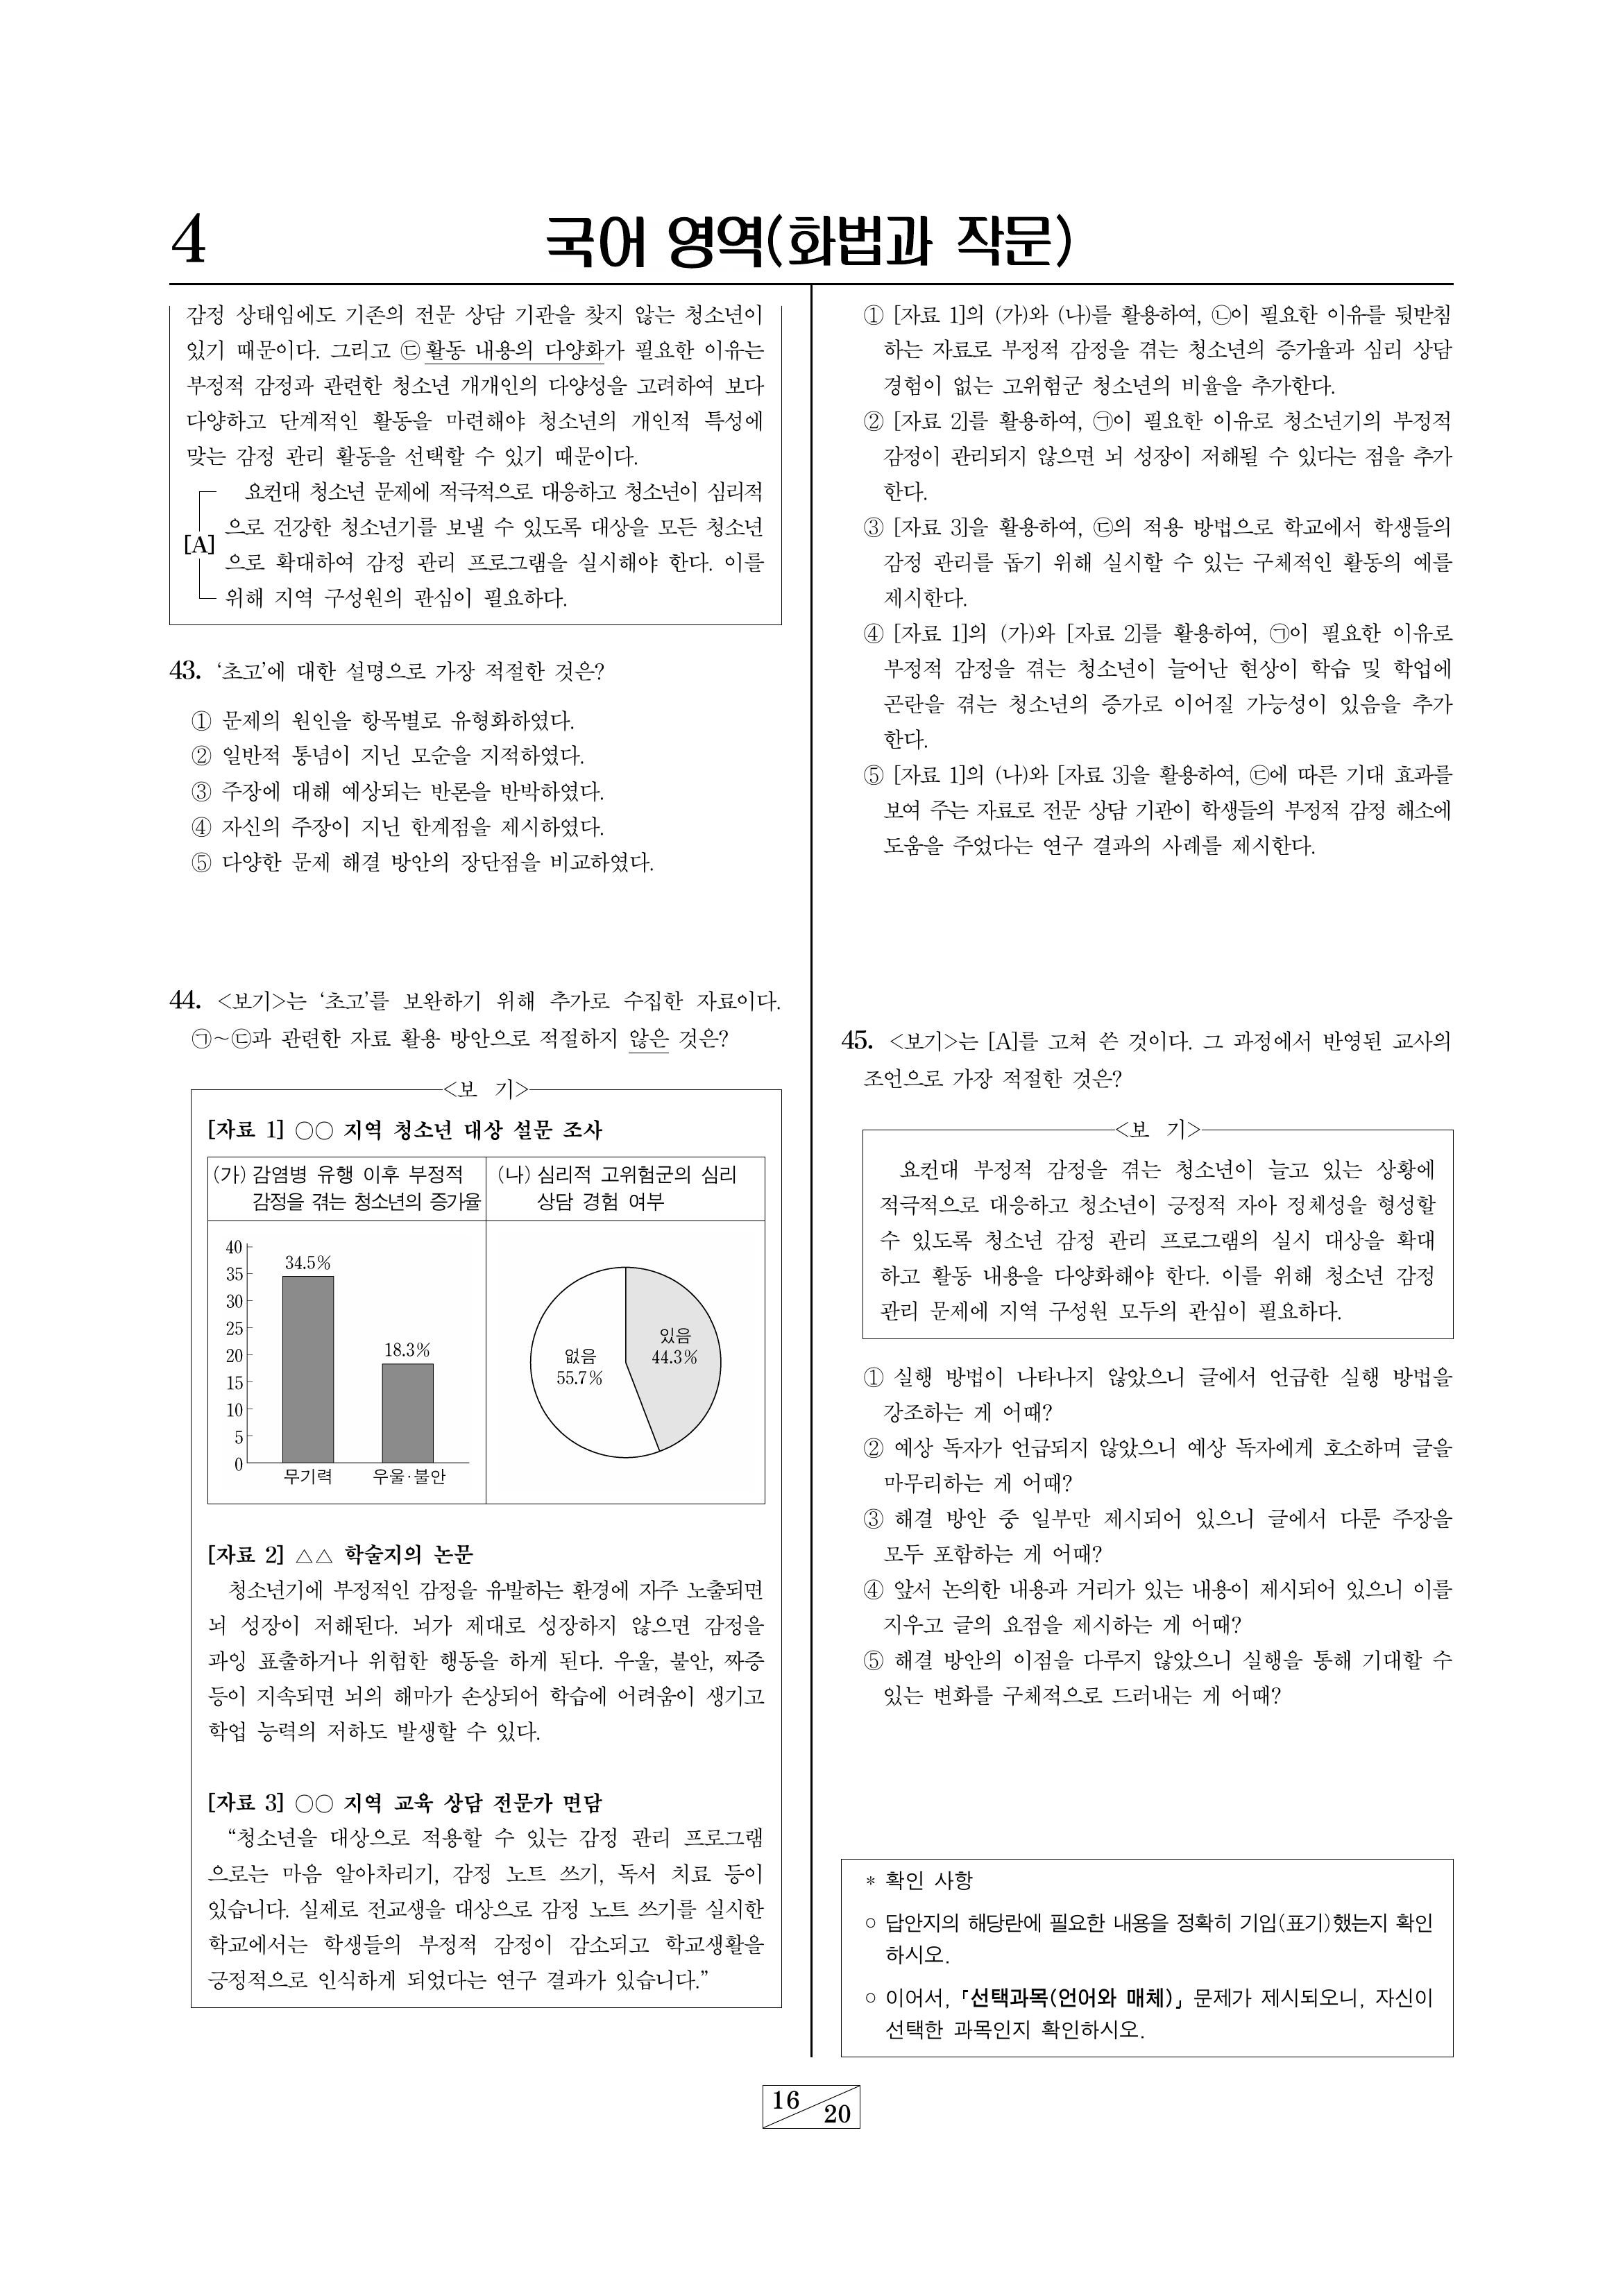 4
국어 영역(화법과 작문)
감정 상태임에도 기존의 전문 상담 기관을 찾지 않는 청소년이
있기 때문이다. 그리고 ㉢활동 내용의 다양화가 필요한 이유는
부정적 감정과 관련한 청소년 개개인의 다양성을 고려하여 보다
다양하고 단계적인 활동을 마련해야 청소년의 개인적 특성에
맞는 감정 관리 활동을 선택할 수 있기 때문이다.
요컨대 청소년 문제에 적극적으로 대응하고 청소년이 심리적
으로 건강한 청소년기를 보낼 수 있도록 대상을 모든 청소년
[A]
으로 확대하여 감정 관리 프로그램을 실시해야 한다. 이를
위해 지역 구성원의 관심이 필요하다.
43. ‘초고’에 대한 설명으로 가장 적절한 것은?
① 문제의 원인을 항목별로 유형화하였다.
② 일반적 통념이 지닌 모순을 지적하였다.
③ 주장에 대해 예상되는 반론을 반박하였다.
④ 자신의 주장이 지닌 한계점을 제시하였다.
⑤ 다양한 문제 해결 방안의 장단점을 비교하였다.
44. <보기>는 ‘초고’를 보완하기 위해 추가로 수집한 자료이다.
㉠~㉢과 관련한 자료 활용 방안으로 적절하지 않은 것은?
<보 기>
[자료 1] ○○ 지역 청소년 대상 설문 조사
(가) 감염병 유행 이후 부정적
감정을 겪는 청소년의 증가율
(나) 심리적 고위험군의 심리
상담 경험 여부
40
35
30
25
20
15
10
5
0
34.5%
18.3%
무기력
우울·불안
없음
55.7%
있음
44.3%
[자료 2] △△ 학술지의 논문
청소년기에 부정적인 감정을 유발하는 환경에 자주 노출되면
뇌 성장이 저해된다. 뇌가 제대로 성장하지 않으면 감정을
과잉 표출하거나 위험한 행동을 하게 된다. 우울, 불안, 짜증
등이 지속되면 뇌의 해마가 손상되어 학습에 어려움이 생기고
학업 능력의 저하도 발생할 수 있다.
[자료 3] ○○ 지역 교육 상담 전문가 면담
“청소년을 대상으로 적용할 수 있는 감정 관리 프로그램
으로는 마음 알아차리기, 감정 노트 쓰기, 독서 치료 등이
있습니다. 실제로 전교생을 대상으로 감정 노트 쓰기를 실시한
학교에서는 학생들의 부정적 감정이 감소되고 학교생활을
긍정적으로 인식하게 되었다는 연구 결과가 있습니다.”
① [자료 1]의 (가)와 (나)를 활용하여, ㉡이 필요한 이유를 뒷받침
하는 자료로 부정적 감정을 겪는 청소년의 증가율과 심리 상담
경험이 없는 고위험군 청소년의 비율을 추가한다.
② [자료 2]를 활용하여, ㉠이 필요한 이유로 청소년기의 부정적
감정이 관리되지 않으면 뇌 성장이 저해될 수 있다는 점을 추가
한다.
③ [자료 3]을 활용하여, ㉢의 적용 방법으로 학교에서 학생들의
감정 관리를 돕기 위해 실시할 수 있는 구체적인 활동의 예를
제시한다.
④ [자료 1]의 (가)와 [자료 2]를 활용하여, ㉠이 필요한 이유로
부정적 감정을 겪는 청소년이 늘어난 현상이 학습 및 학업에
곤란을 겪는 청소년의 증가로 이어질 가능성이 있음을 추가
한다.
⑤ [자료 1]의 (나)와 [자료 3]을 활용하여, ㉢에 따른 기대 효과를
보여 주는 자료로 전문 상담 기관이 학생들의 부정적 감정 해소에
도움을 주었다는 연구 결과의 사례를 제시한다.
45. <보기>는 [A]를 고쳐 쓴 것이다. 그 과정에서 반영된 교사의
조언으로 가장 적절한 것은?
<보 기>
요컨대 부정적 감정을 겪는 청소년이 늘고 있는 상황에
적극적으로 대응하고 청소년이 긍정적 자아 정체성을 형성할
수 있도록 청소년 감정 관리 프로그램의 실시 대상을 확대
하고 활동 내용을 다양화해야 한다. 이를 위해 청소년 감정
관리 문제에 지역 구성원 모두의 관심이 필요하다.
① 실행 방법이 나타나지 않았으니 글에서 언급한 실행 방법을
강조하는 게 어때?
② 예상 독자가 언급되지 않았으니 예상 독자에게 호소하며 글을
마무리하는 게 어때?
③ 해결 방안 중 일부만 제시되어 있으니 글에서 다룬 주장을
모두 포함하는 게 어때?
④ 앞서 논의한 내용과 거리가 있는 내용이 제시되어 있으니 이를
지우고 글의 요점을 제시하는 게 어때?
⑤ 해결 방안의 이점을 다루지 않았으니 실행을 통해 기대할 수
있는 변화를 구체적으로 드러내는 게 어때?
* 확인 사항
○ 답안지의 해당란에 필요한 내용을 정확히 기입(표기)했는지 확인
하시오.
○ 이어서, 「선택과목(언어와 매체)」 문제가 제시되오니, 자신이
선택한 과목인지 확인하시오.
16
20